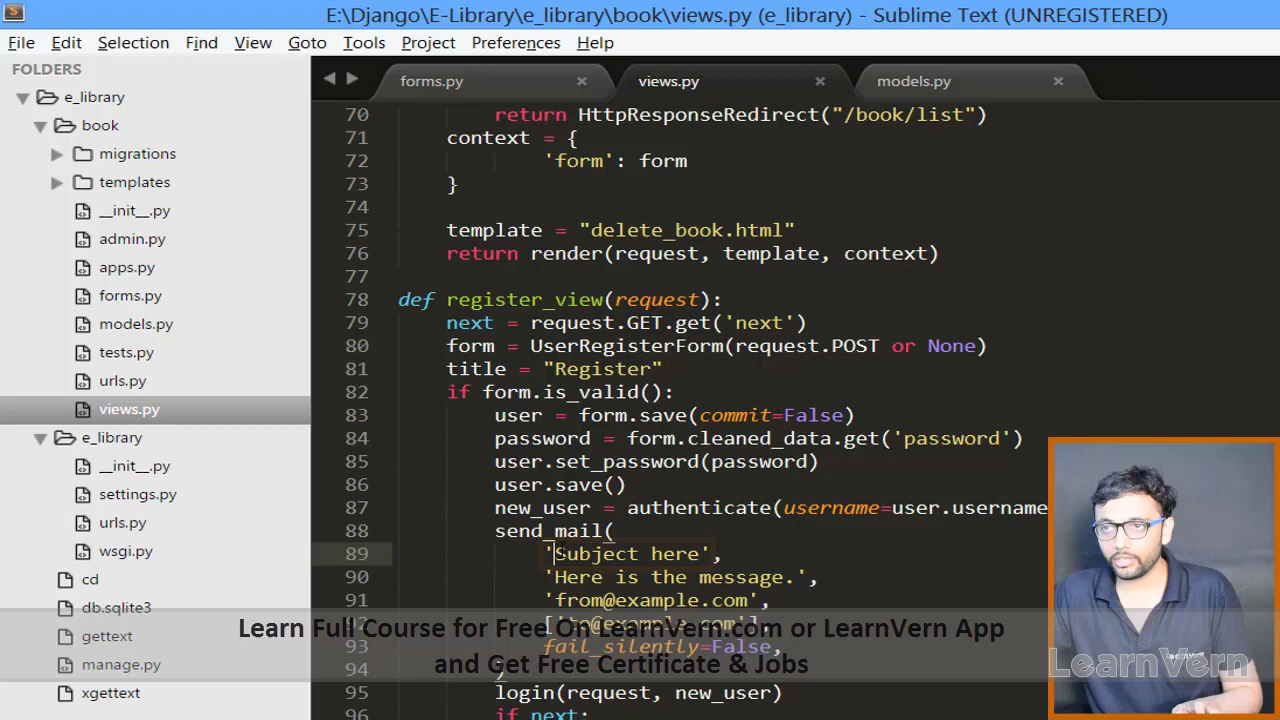 E:\Django\E-Library\e_library\book\views.py (e_library) - Sublime Text (UNREGISTERED)
File Edit Selection Find View Goto Tools Project Preferences Help
FOLDERS
e_library
book
migrations
templates
__init__.py
admin.py
apps.py
forms.py
models.py
tests.py
urls.py
views.py
e_library
__init__.py
settings.py
urls.py
wsgi.py
cd
db.sqlite3
gettext
manage.py
xgettext
forms.py views.py models.py
70 return HttpResponseRedirect("/book/list")
71 context = {
72 'form': form
73 }
74
75 template = "delete_book.html"
76 return render(request, template, context)
77
78 def register_view(request):
79 next = request.GET.get('next')
80 form = UserRegisterForm(request.POST or None)
81 title = "Register"
82 if form.is_valid():
83 user = form.save(commit=False)
84 password = form.cleaned_data.get('password')
85 user.set_password(password)
86 user.save()
87 new_user = authenticate(username=user.username
88 send_mail(
89 'Subject here',
90 'Here is the message.',
91 'from@example.com',
92 ['to@example.com'],
93 fail_silently=False,
94 )
95 login(request, new_user)
96 if next:
Learn Full Course for Free On LearnVern.com or LearnVern App
and Get Free Certificate & Jobs
LearnVern